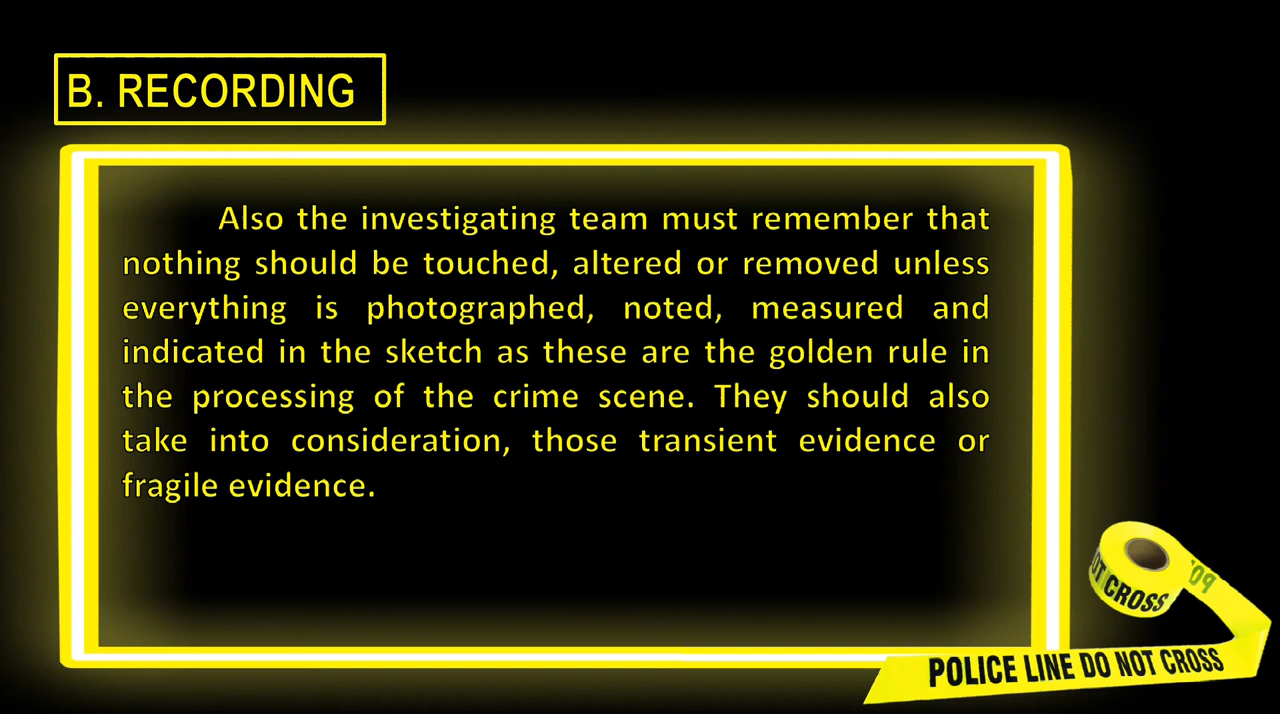 B. RECORDING
Also the investigating team must remember that
nothing should be touched, altered or removed unless
everything is photographed, noted, measured and
indicated in the sketch as these are the golden rule in
the processing of the crime scene. They should also
take into consideration, those transient evidence or
fragile evidence.
OT CROSS
PO
POLICE LINE DO NOT CROSS